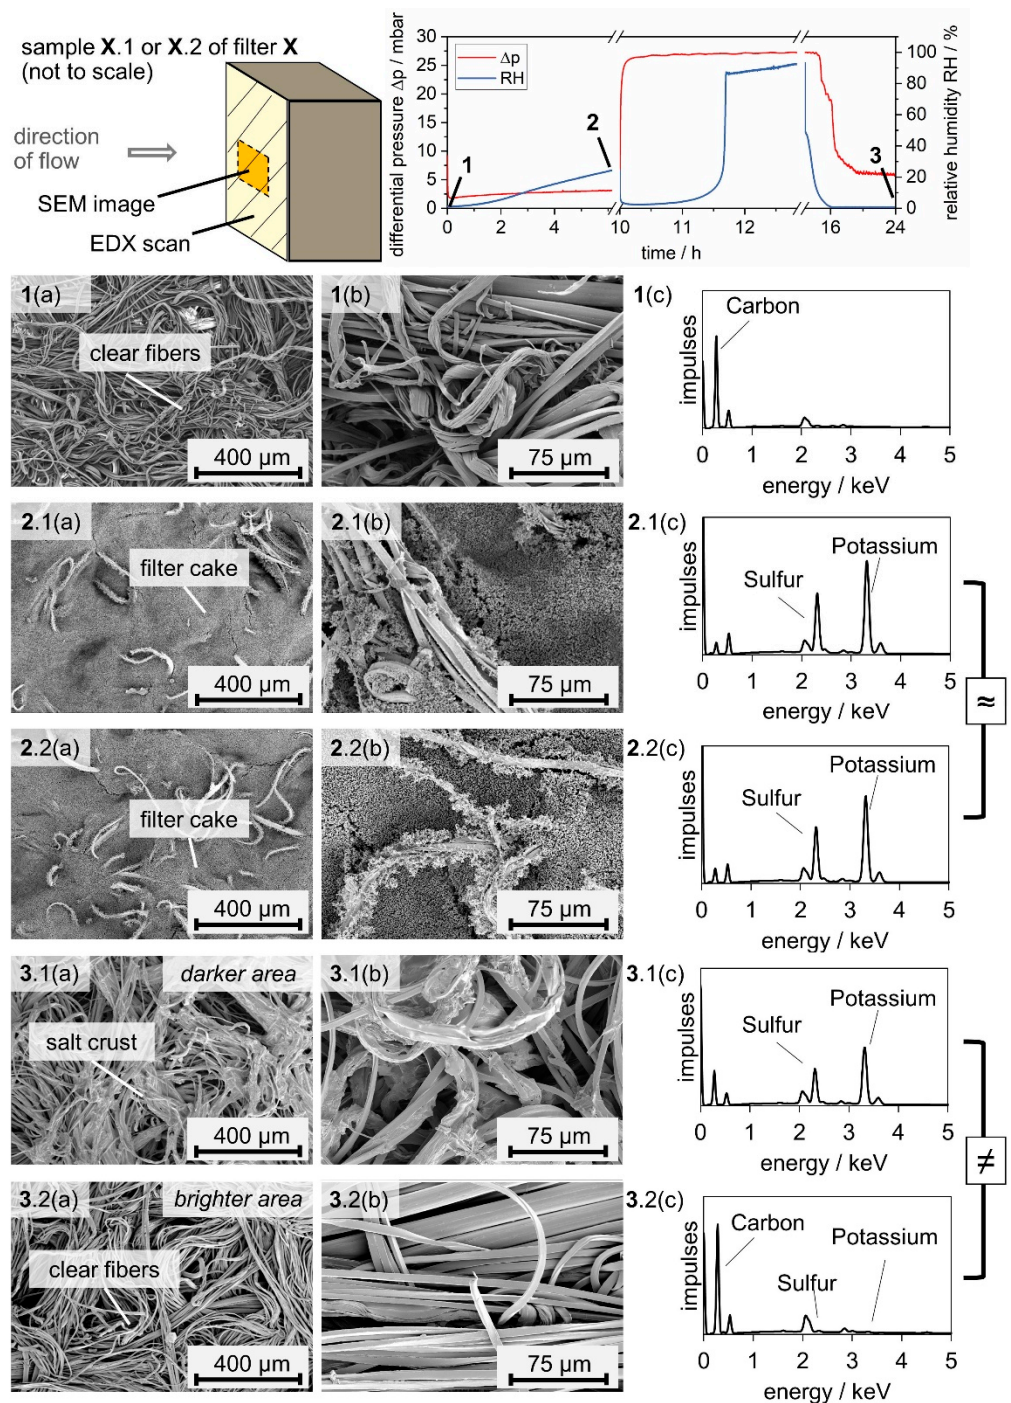 sample X.1 or X.2 of filter X
(not to scale)
direction
of flow
SEM image
EDX scan
differential pressure Δp / mbar
30
25
20
15
10
5
0
Δp
RH
1
2
3
100
80
60
40
20
0
relative humidity RH / %
0 2 4 6 10 11 12 16 20 24
time / h
1(a)
clear fibers
400 µm
1(b)
75 µm
1(c)
Carbon
impulses
0 1 2 3 4 5
energy / keV
2.1(a)
filter cake
400 µm
2.1(b)
75 µm
2.1(c)
Potassium
Sulfur
impulses
0 1 2 3 4 5
energy / keV
≈
2.2(a)
filter cake
400 µm
2.2(b)
75 µm
2.2(c)
Potassium
Sulfur
impulses
0 1 2 3 4 5
energy / keV
3.1(a)
darker area
salt crust
400 µm
3.1(b)
75 µm
3.1(c)
Potassium
Sulfur
impulses
0 1 2 3 4 5
energy / keV
≠
3.2(a)
brighter area
clear fibers
400 µm
3.2(b)
75 µm
3.2(c)
Carbon
Potassium
Sulfur
impulses
0 1 2 3 4 5
energy / keV